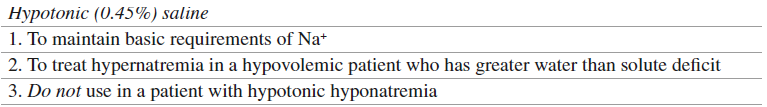 Hypotonic (0.45%) saline
1. To maintain basic requirements of Na⁺
2. To treat hypernatremia in a hypovolemic patient who has greater water than solute deficit
3. Do not use in a patient with hypotonic hyponatremia